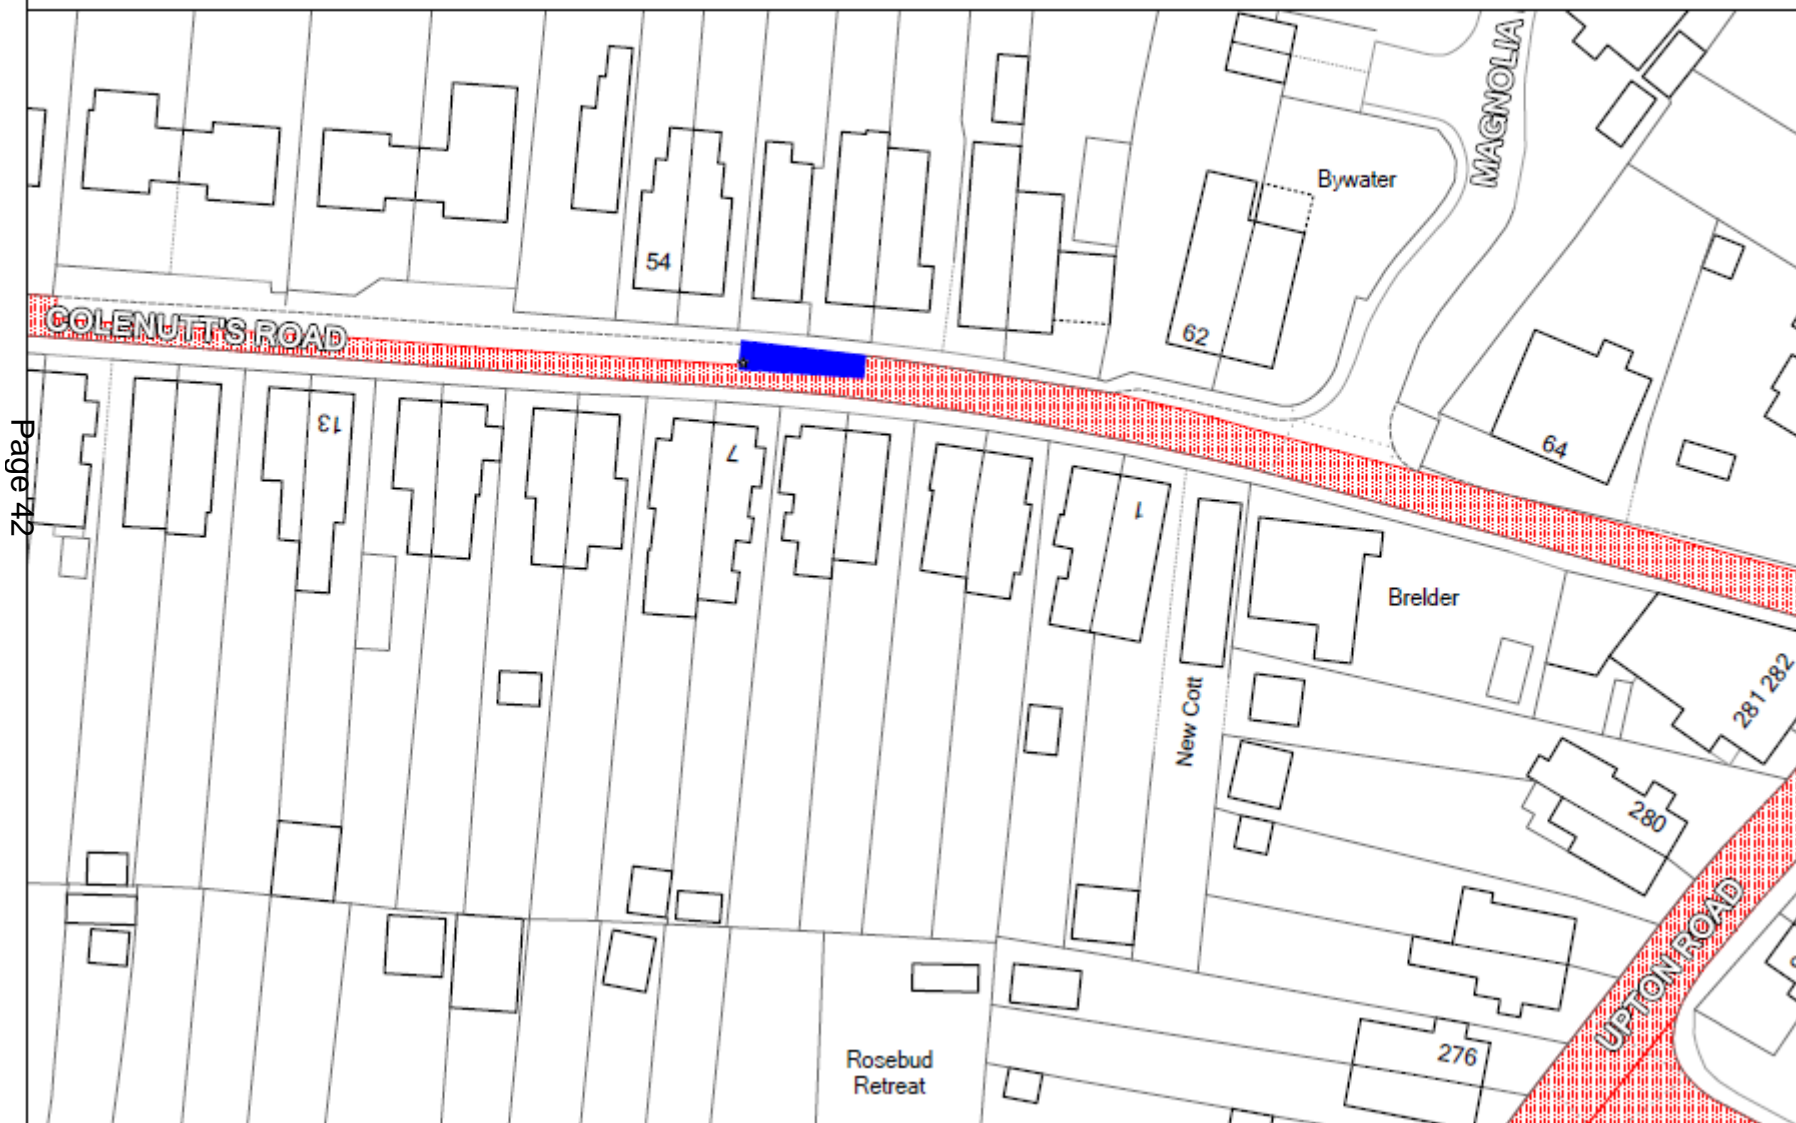 MAGNOLIA
Bywater
54
COLENUTT'S ROAD
62
64
13
7
1
Page 42
Brelder
New Cott
281 282
280
UPTON ROAD
276
Rosebud
Retreat